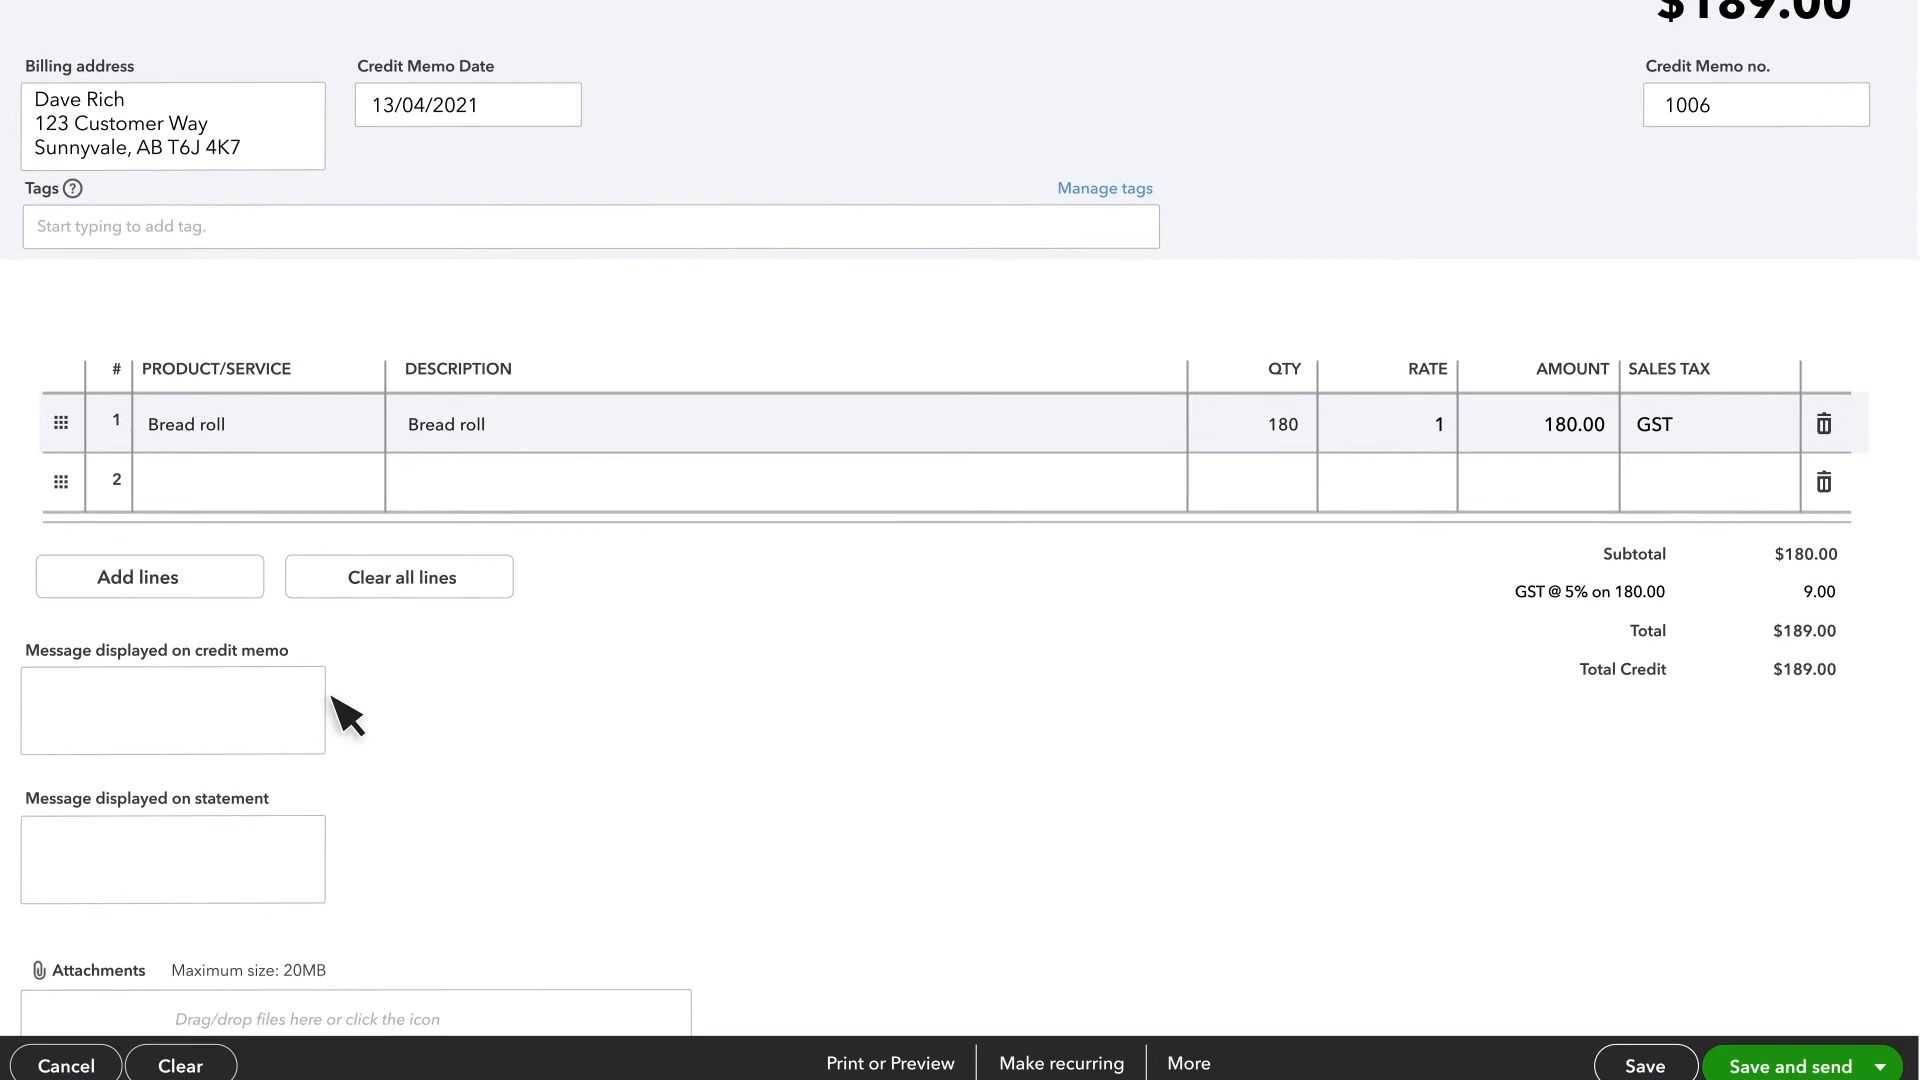 $189.00
Billing address
Credit Memo Date
Credit Memo no.
Dave Rich
123 Customer Way
Sunnyvale, AB T6J 4K7
13/04/2021
1006
Tags ?
Manage tags
Start typing to add tag.
# PRODUCT/SERVICE DESCRIPTION QTY RATE AMOUNT SALES TAX
1 Bread roll Bread roll 180 1 180.00 GST
2
Add lines
Clear all lines
Subtotal $180.00
GST @ 5% on 180.00 9.00
Total $189.00
Total Credit $189.00
Message displayed on credit memo
Message displayed on statement
Attachments Maximum size: 20MB
Drag/drop files here or click the icon
Cancel Clear Print or Preview Make recurring More Save Save and send